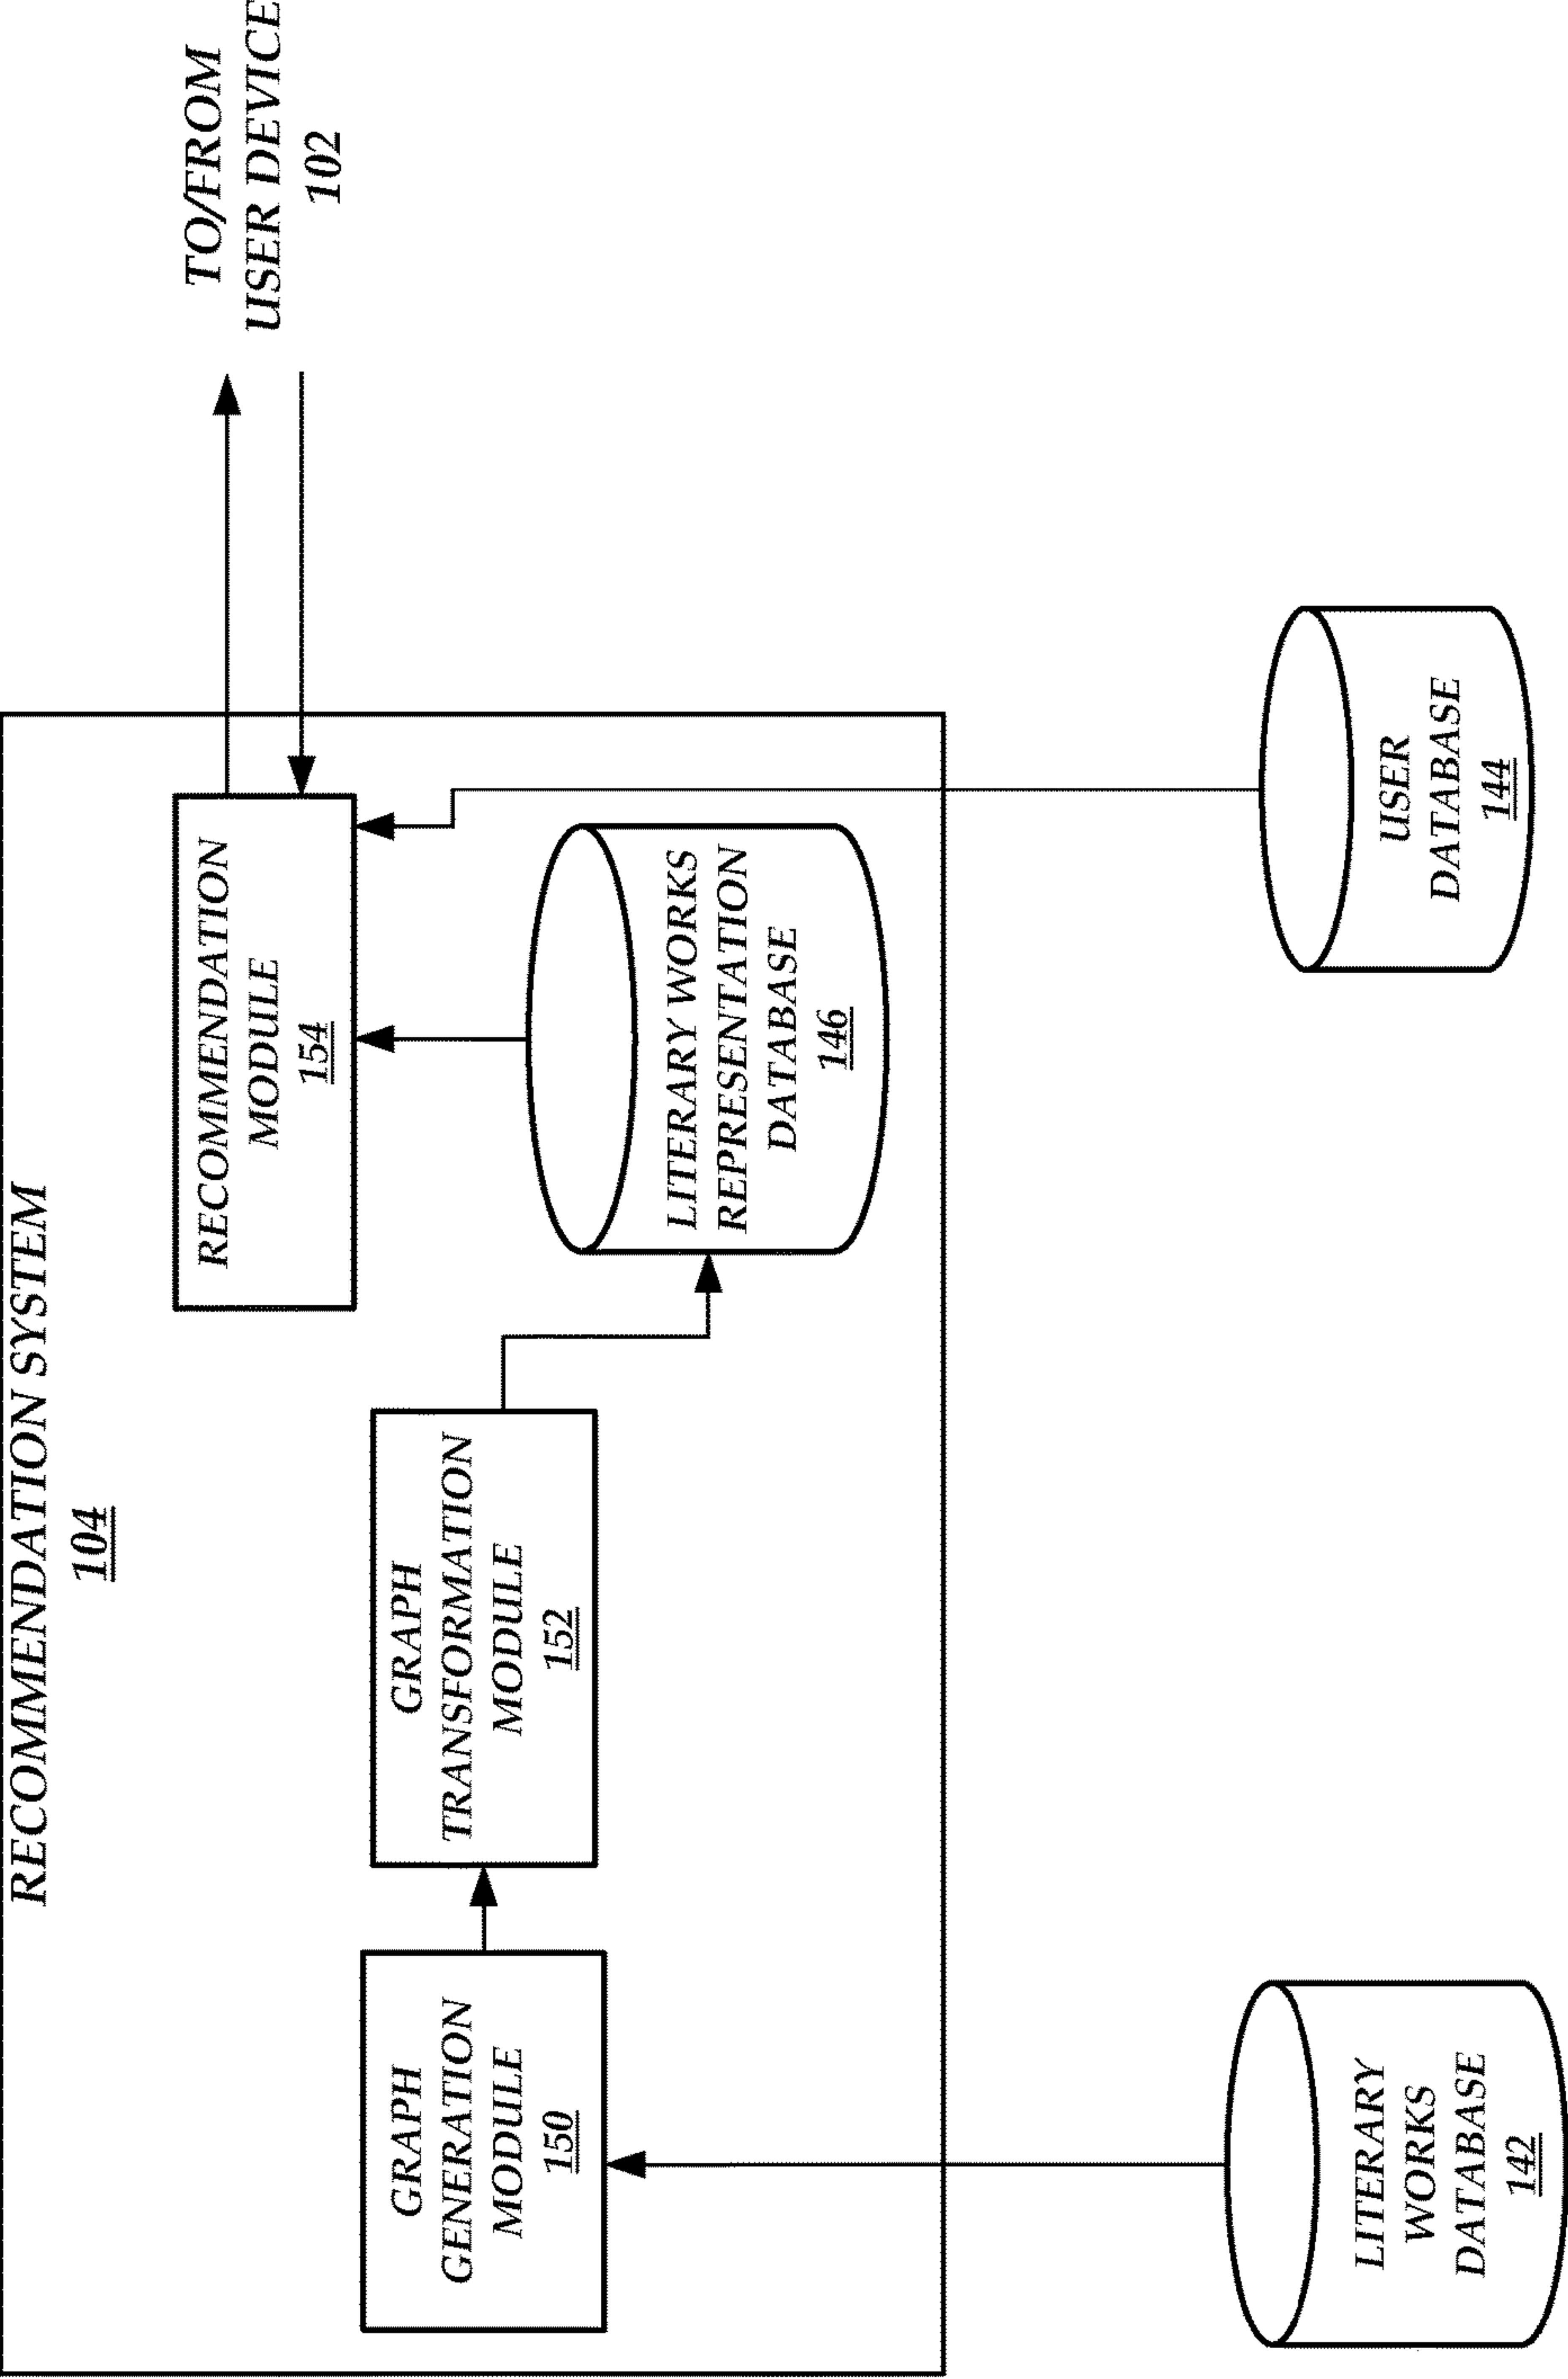 RECOMMENDATION SYSTEM
104
TO/FROM
USER DEVICE
102
RECOMMENDATION
MODULE
154
GRAPH
GENERATION
MODULE
150
GRAPH
TRANSFORMATION
MODULE
152
LITERARY WORKS
REPRESENTATION
DATABASE
146
LITERARY
WORKS
DATABASE
142
USER
DATABASE
144